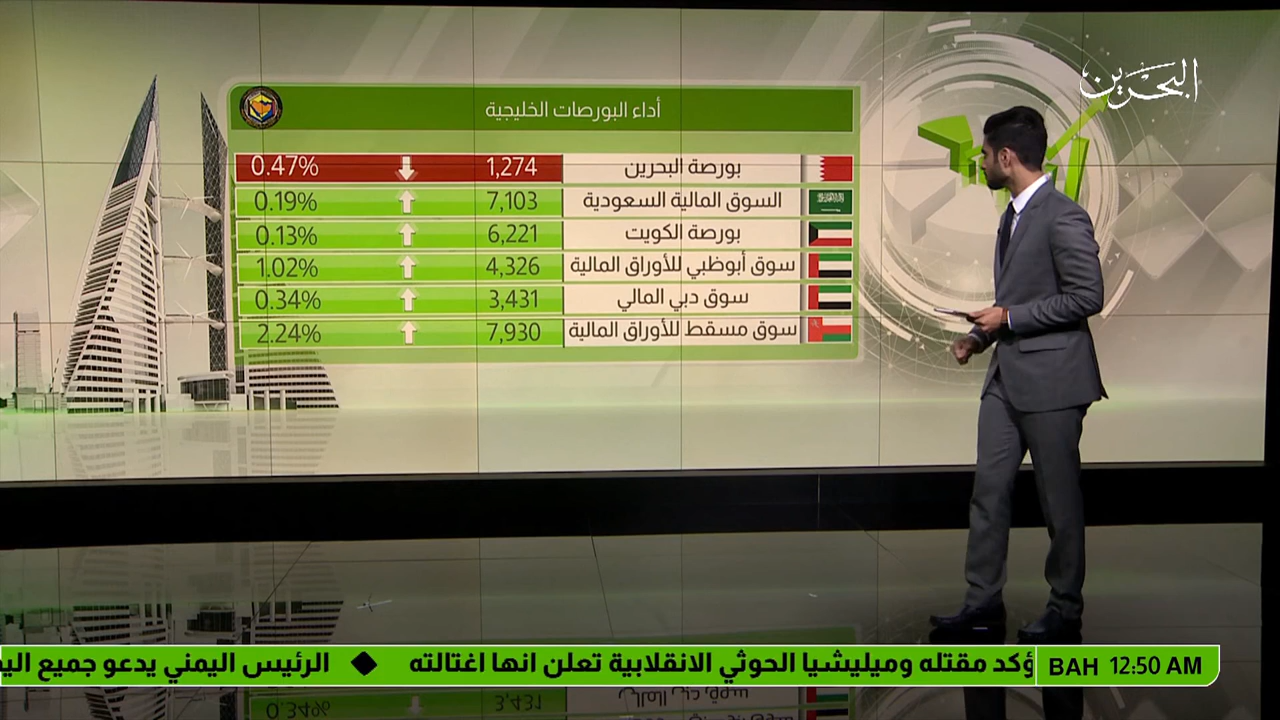 البحرين
أداء البورصات الخليجية
بورصة البحرين 1,274 0.47%
السوق المالية السعودية 7,103 0.19%
بورصة الكويت 6,221 0.13%
سوق أبوظبي للأوراق المالية 4,326 1.02%
سوق دبي المالي 3,431 0.34%
سوق مسقط للأوراق المالية 7,930 2.24%
BAH 12:50 AM
مقتله وميليشيا الحوثي الانقلابية تعلن انها اغتالته ◆ الرئيس اليمني يدعو جميع